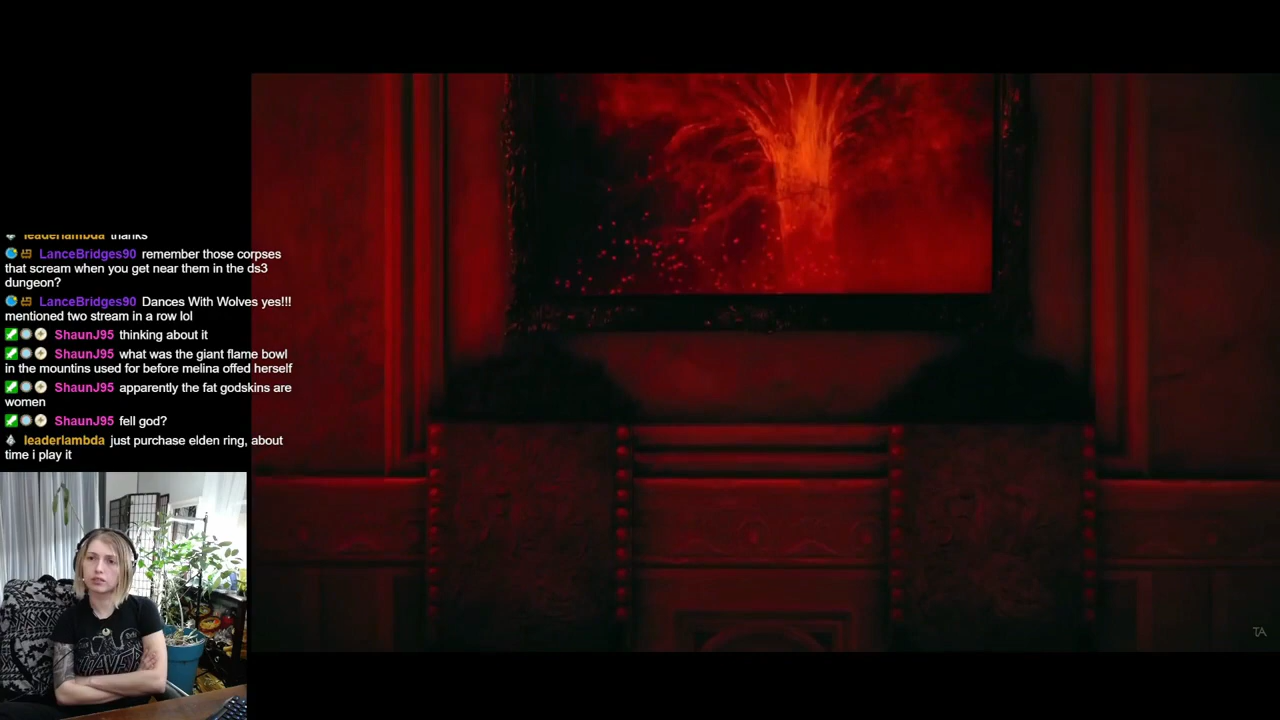 leaderlambda thanks
LanceBridges90 remember those corpses
that scream when you get near them in the ds3
dungeon?
LanceBridges90 Dances With Wolves yes!!!
mentioned two stream in a row lol
ShaunJ95 thinking about it
ShaunJ95 what was the giant flame bowl
in the mountins used for before melina offed herself
ShaunJ95 apparently the fat godskins are
women
ShaunJ95 fell god?
leaderlambda just purchase elden ring, about
time i play it
TA